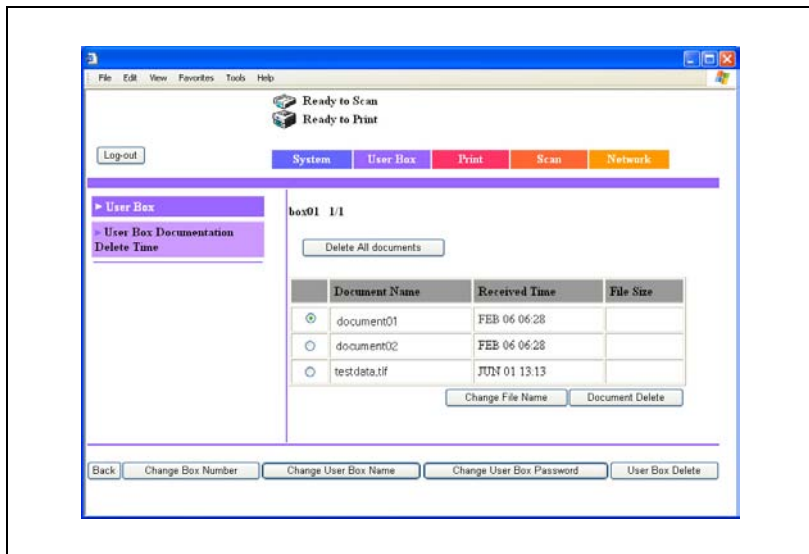 File Edit View Favorites Tools Help
Ready to Scan
Ready to Print
Log-out
System User Box Print Scan Network
User Box
User Box Documentation
Delete Time
box01 1/1
Delete All documents
Document Name Received Time File Size
document01 FEB 06 06:28
document02 FEB 06 06:28
testdata.tif JUN 01 13:13
Change File Name Document Delete
Back Change Box Number Change User Box Name Change User Box Password User Box Delete